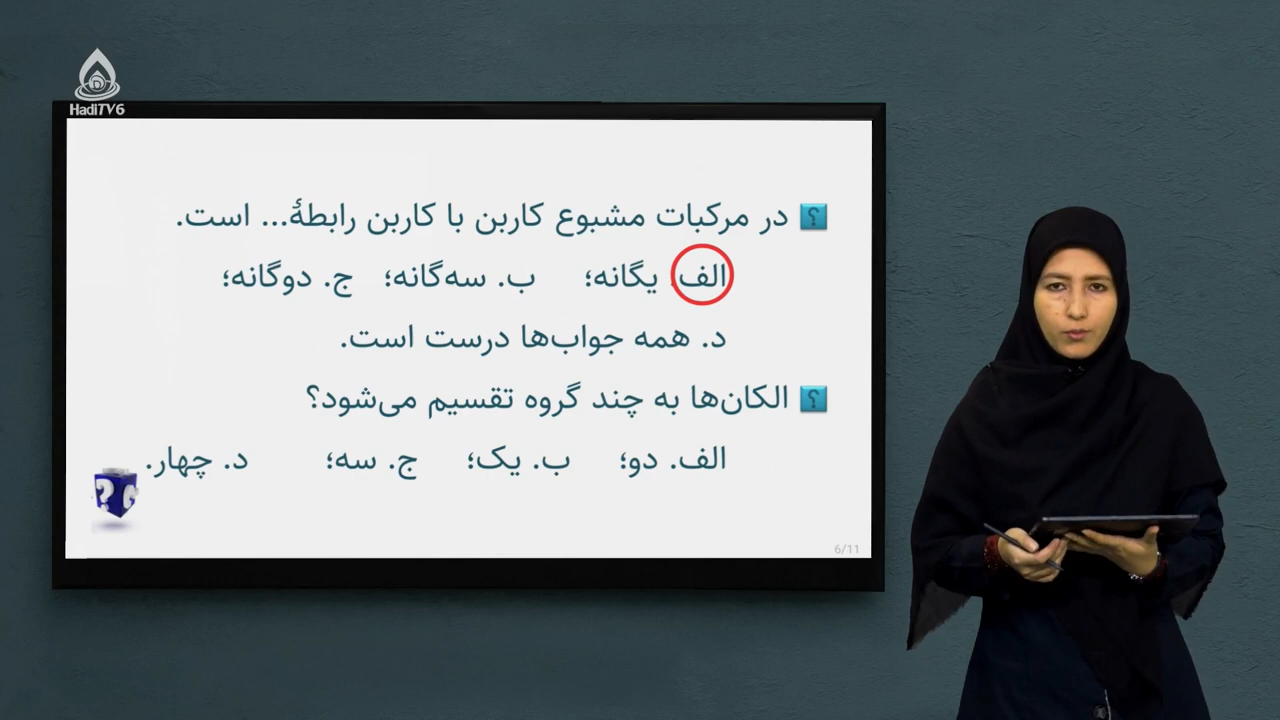 HadiTV6
در مرکبات مشبوع کاربن با کاربن رابطهٔ... است.
الف. یگانه؛ ب. سه‌گانه؛ ج. دوگانه؛
د. همه جواب‌ها درست است.
الکان‌ها به چند گروه تقسیم می‌شود؟
الف. دو؛ ب. یک؛ ج. سه؛ د. چهار.
6/11